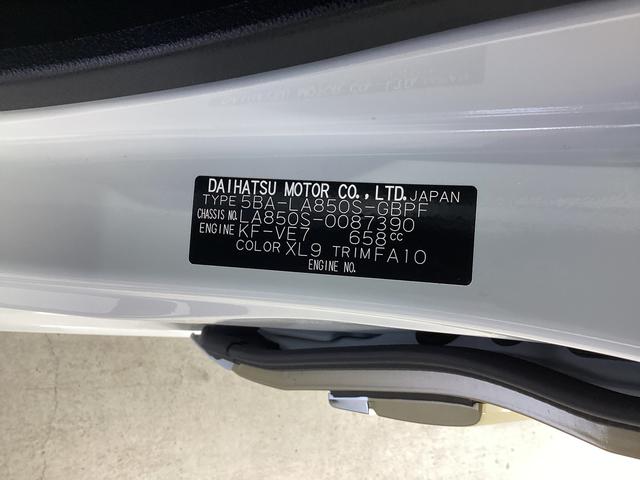 DAIHATSU MOTOR CO., LTD. JAPAN
TYPE 5BA-LA850S-GBPF
CHASSIS NO. LA850S-0087390
ENGINE KF-VE7 658CC
COLOR XL9 TRIM FA10
ENGINE NO.